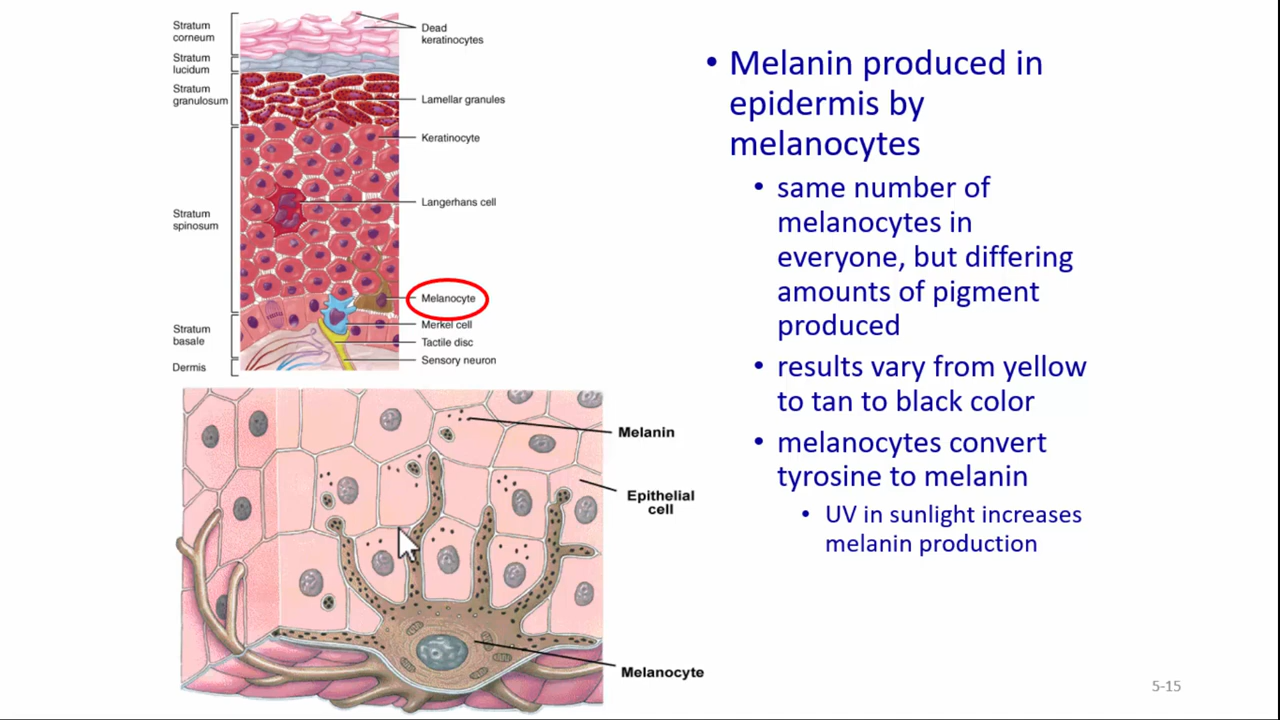 Stratum
corneum
Stratum
lucidum
Stratum
granulosum
Stratum
spinosum
Stratum
basale
Dermis
Dead
keratinocytes
Lamellar granules
Keratinocyte
Langerhans cell
Melanocyte
Merkel cell
Tactile disc
Sensory neuron
Melanin
Epithelial
cell
Melanocyte
• Melanin produced in
epidermis by
melanocytes
• same number of
melanocytes in
everyone, but differing
amounts of pigment
produced
• results vary from yellow
to tan to black color
• melanocytes convert
tyrosine to melanin
• UV in sunlight increases
melanin production
5-15